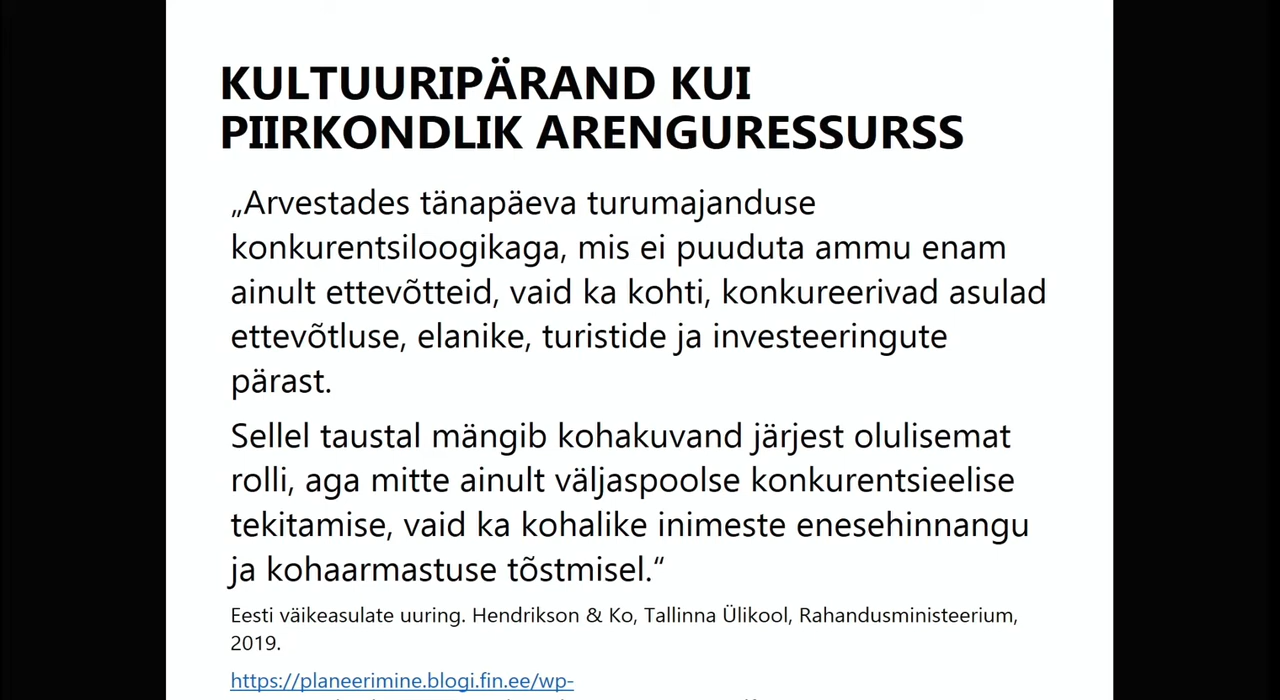 KULTUURIPÄRAND KUI
PIIRKONDLIK ARENGURESSURSS
„Arvestades tänapäeva turumajanduse
konkurentsiloogikaga, mis ei puuduta ammu enam
ainult ettevõtteid, vaid ka kohti, konkureerivad asulad
ettevõtluse, elanike, turistide ja investeeringute
pärast.
Sellel taustal mängib kohakuvand järjest olulisemat
rolli, aga mitte ainult väljaspoolse konkurentsieelise
tekitamise, vaid ka kohalike inimeste enesehinnangu
ja kohaarmastuse tõstmisel.“
Eesti väikeasulate uuring. Hendrikson & Ko, Tallinna Ülikool, Rahandusministeerium,
2019.
https://planeerimine.blogi.fin.ee/wp-